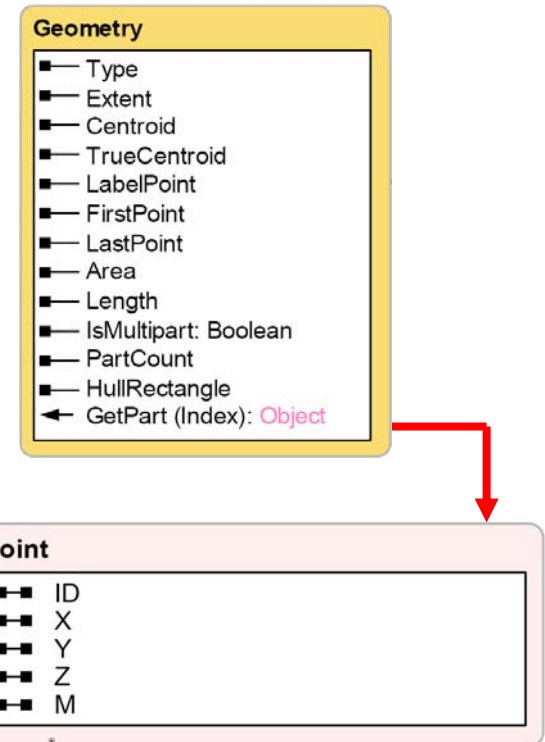 Geometry
Type
Extent
Centroid
TrueCentroid
LabelPoint
FirstPoint
LastPoint
Area
Length
IsMultipart: Boolean
PartCount
HullRectangle
GetPart (Index): Object
oint
ID
X
Y
Z
M